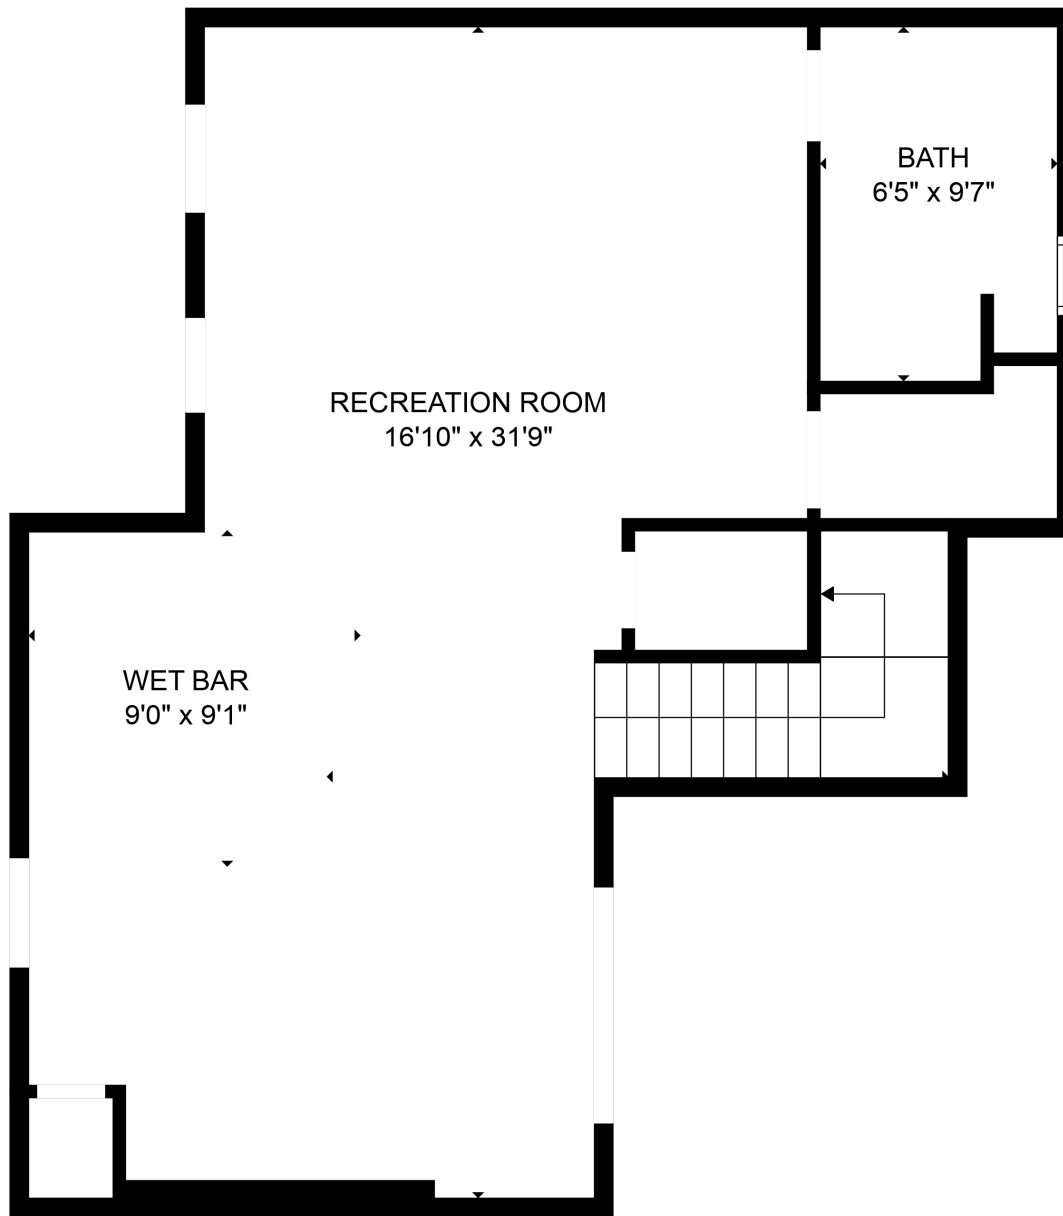 BATH
6'5" x 9'7"
RECREATION ROOM
16'10" x 31'9"
WET BAR
9'0" x 9'1"